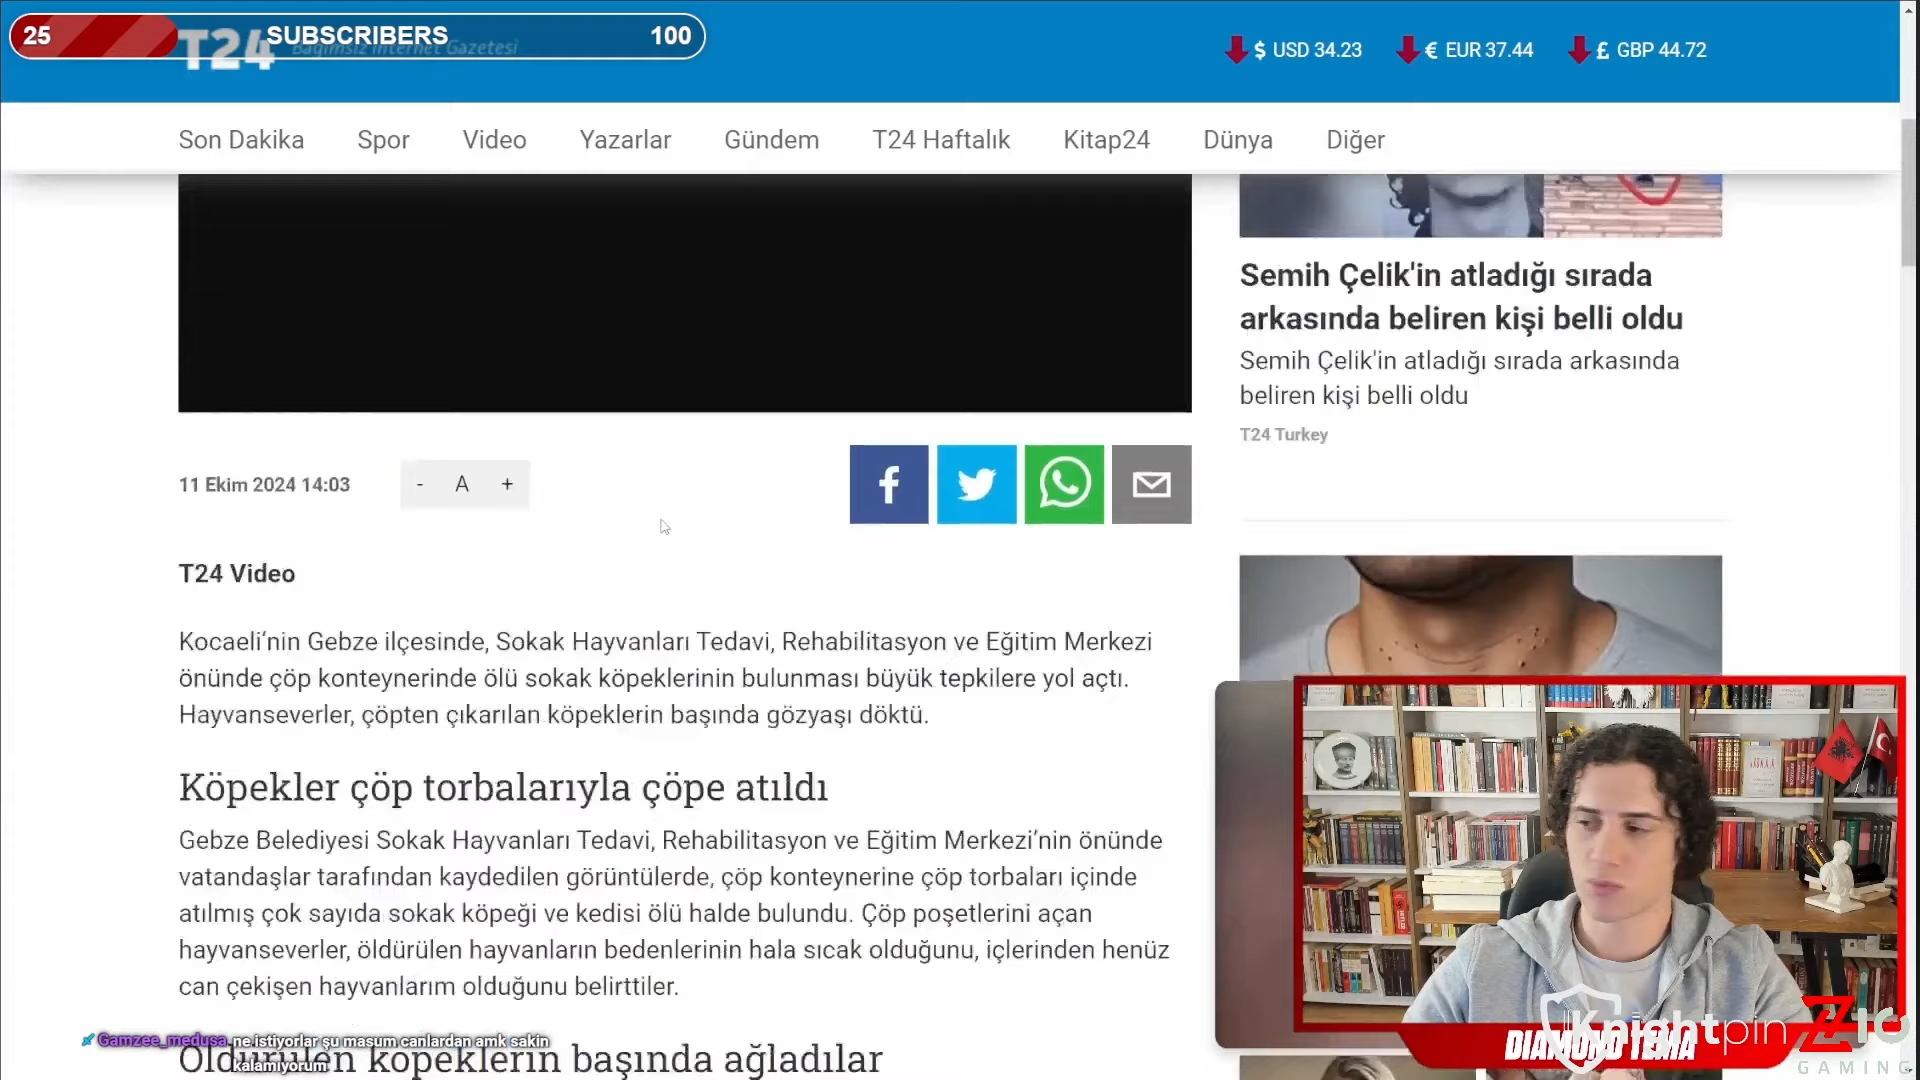 25 SUBSCRIBERS 100
T24 Bağımsız İnternet Gazetesi
$ USD 34.23 € EUR 37.44 £ GBP 44.72
Son Dakika Spor Video Yazarlar Gündem T24 Haftalık Kitap24 Dünya Diğer
11 Ekim 2024 14:03
- A +
T24 Video
Kocaeli’nin Gebze ilçesinde, Sokak Hayvanları Tedavi, Rehabilitasyon ve Eğitim Merkezi
önünde çöp konteynerinde ölü sokak köpeklerinin bulunması büyük tepkilere yol açtı.
Hayvanseverler, çöpten çıkarılan köpeklerin başında gözyaşı döktü.
Köpekler çöp torbalarıyla çöpe atıldı
Gebze Belediyesi Sokak Hayvanları Tedavi, Rehabilitasyon ve Eğitim Merkezi’nin önünde
vatandaşlar tarafından kaydedilen görüntülerde, çöp konteynerine çöp torbaları içinde
atılmış çok sayıda sokak köpeği ve kedisi ölü halde bulundu. Çöp poşetlerini açan
hayvanseverler, öldürülen hayvanların bedenlerinin hala sıcak olduğunu, içlerinden henüz
can çekişen hayvanlarım olduğunu belirttiler.
Gamzee_medusa ne istiyorlar şu masum canlardan amk sakin
kalamıyorum
Öldürülen köpeklerin başında ağladılar
Semih Çelik'in atladığı sırada
arkasında beliren kişi belli oldu
Semih Çelik'in atladığı sırada arkasında
beliren kişi belli oldu
T24 Turkey
DIAMOND TEMA
Knightpin
ZIO
GAMING